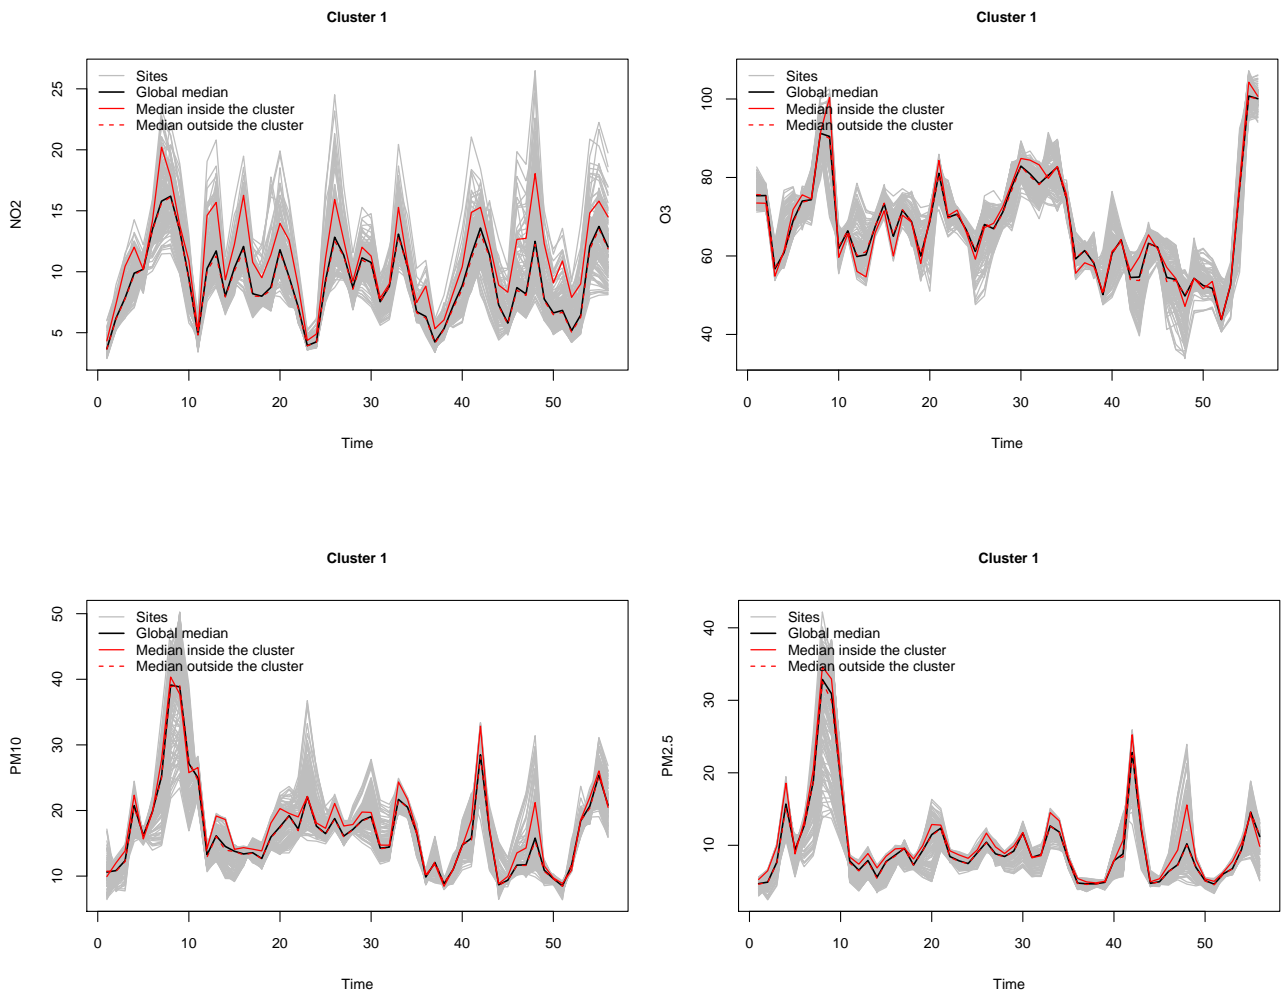 Cluster 1
NO2
25
20
15
10
5
Sites
Global median
Median inside the cluster
Median outside the cluster
0 10 20 30 40 50
Time
Cluster 1
O3
100
80
60
40
Sites
Global median
Median inside the cluster
Median outside the cluster
0 10 20 30 40 50
Time
Cluster 1
PM10
50
40
30
20
10
Sites
Global median
Median inside the cluster
Median outside the cluster
0 10 20 30 40 50
Time
Cluster 1
PM2.5
40
30
20
10
Sites
Global median
Median inside the cluster
Median outside the cluster
0 10 20 30 40 50
Time